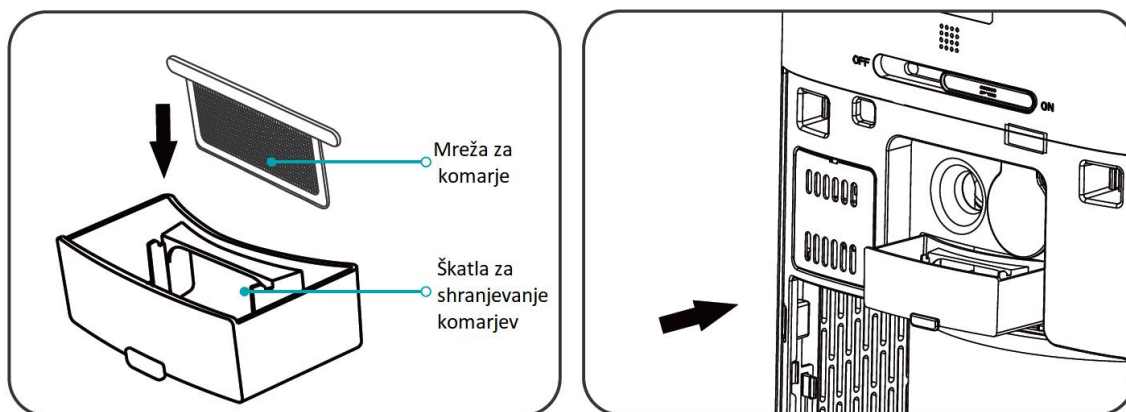 Mreža za
komarje
Škatla za
shranjevanje
komarjev
OFF
ON